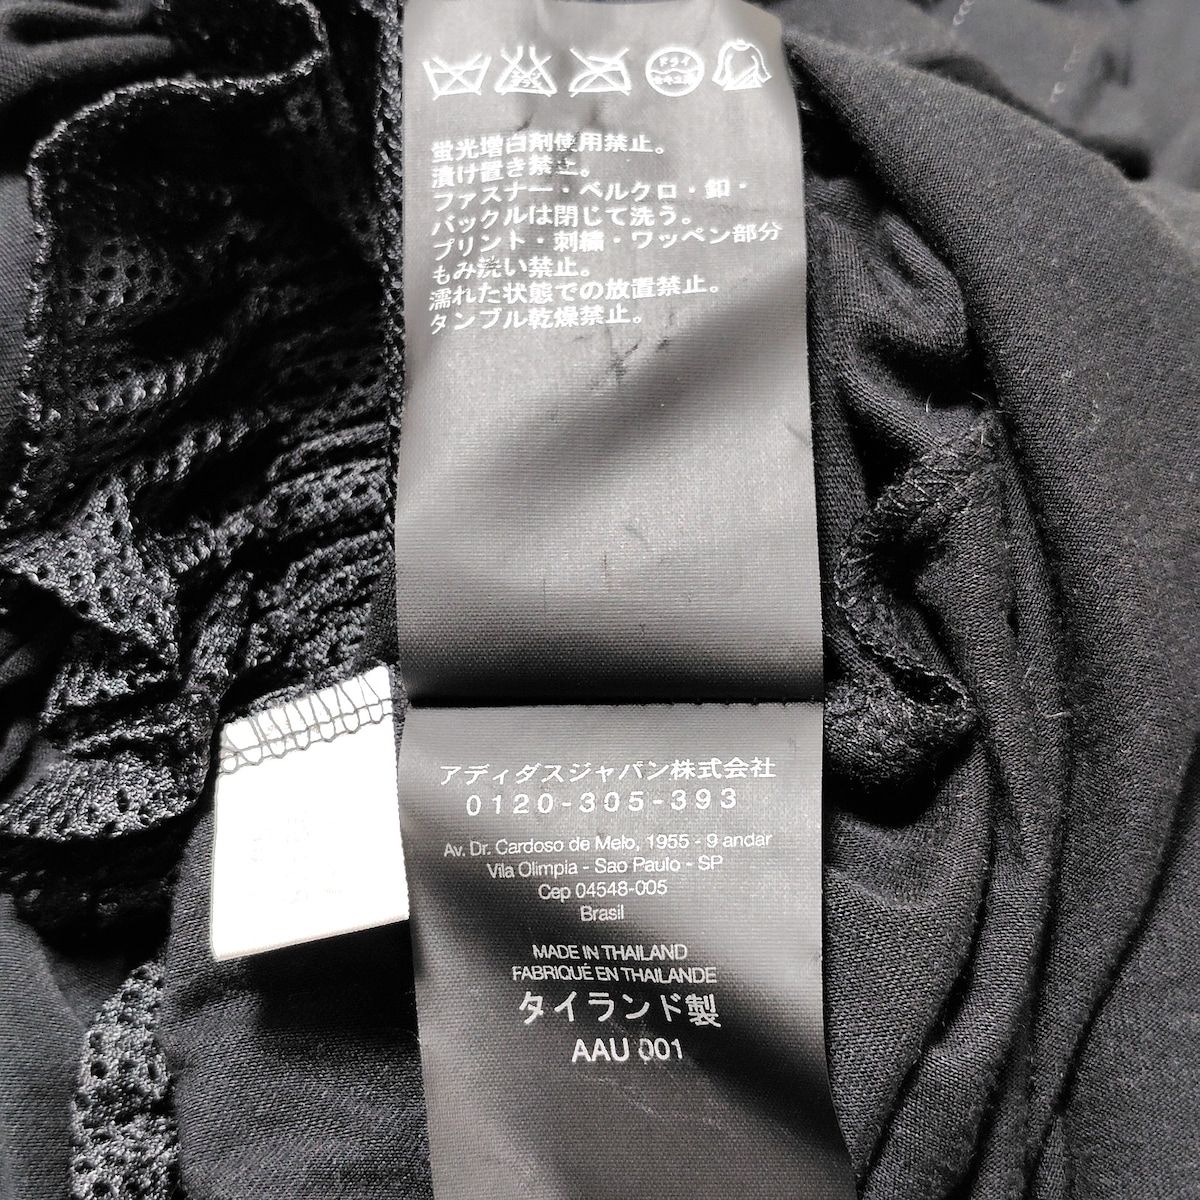 ドライ
蛍光増白剤使用禁止。
漬け置き禁止。
ファスナー・ベルクロ・釦・
バックルは閉じて洗う。
プリント・刺繍・ワッペン部分
もみ洗い禁止。
濡れた状態での放置禁止。
タンブル乾燥禁止。
アディダスジャパン株式会社
0120-305-393
Av. Dr. Cardoso de Melo, 1955 - 9 andar
Vila Olimpia - Sao Paulo - SP
Cep 04548-005
Brasil
MADE IN THAILAND
FABRIQUÉ EN THAILANDE
タイランド製
AAU 001